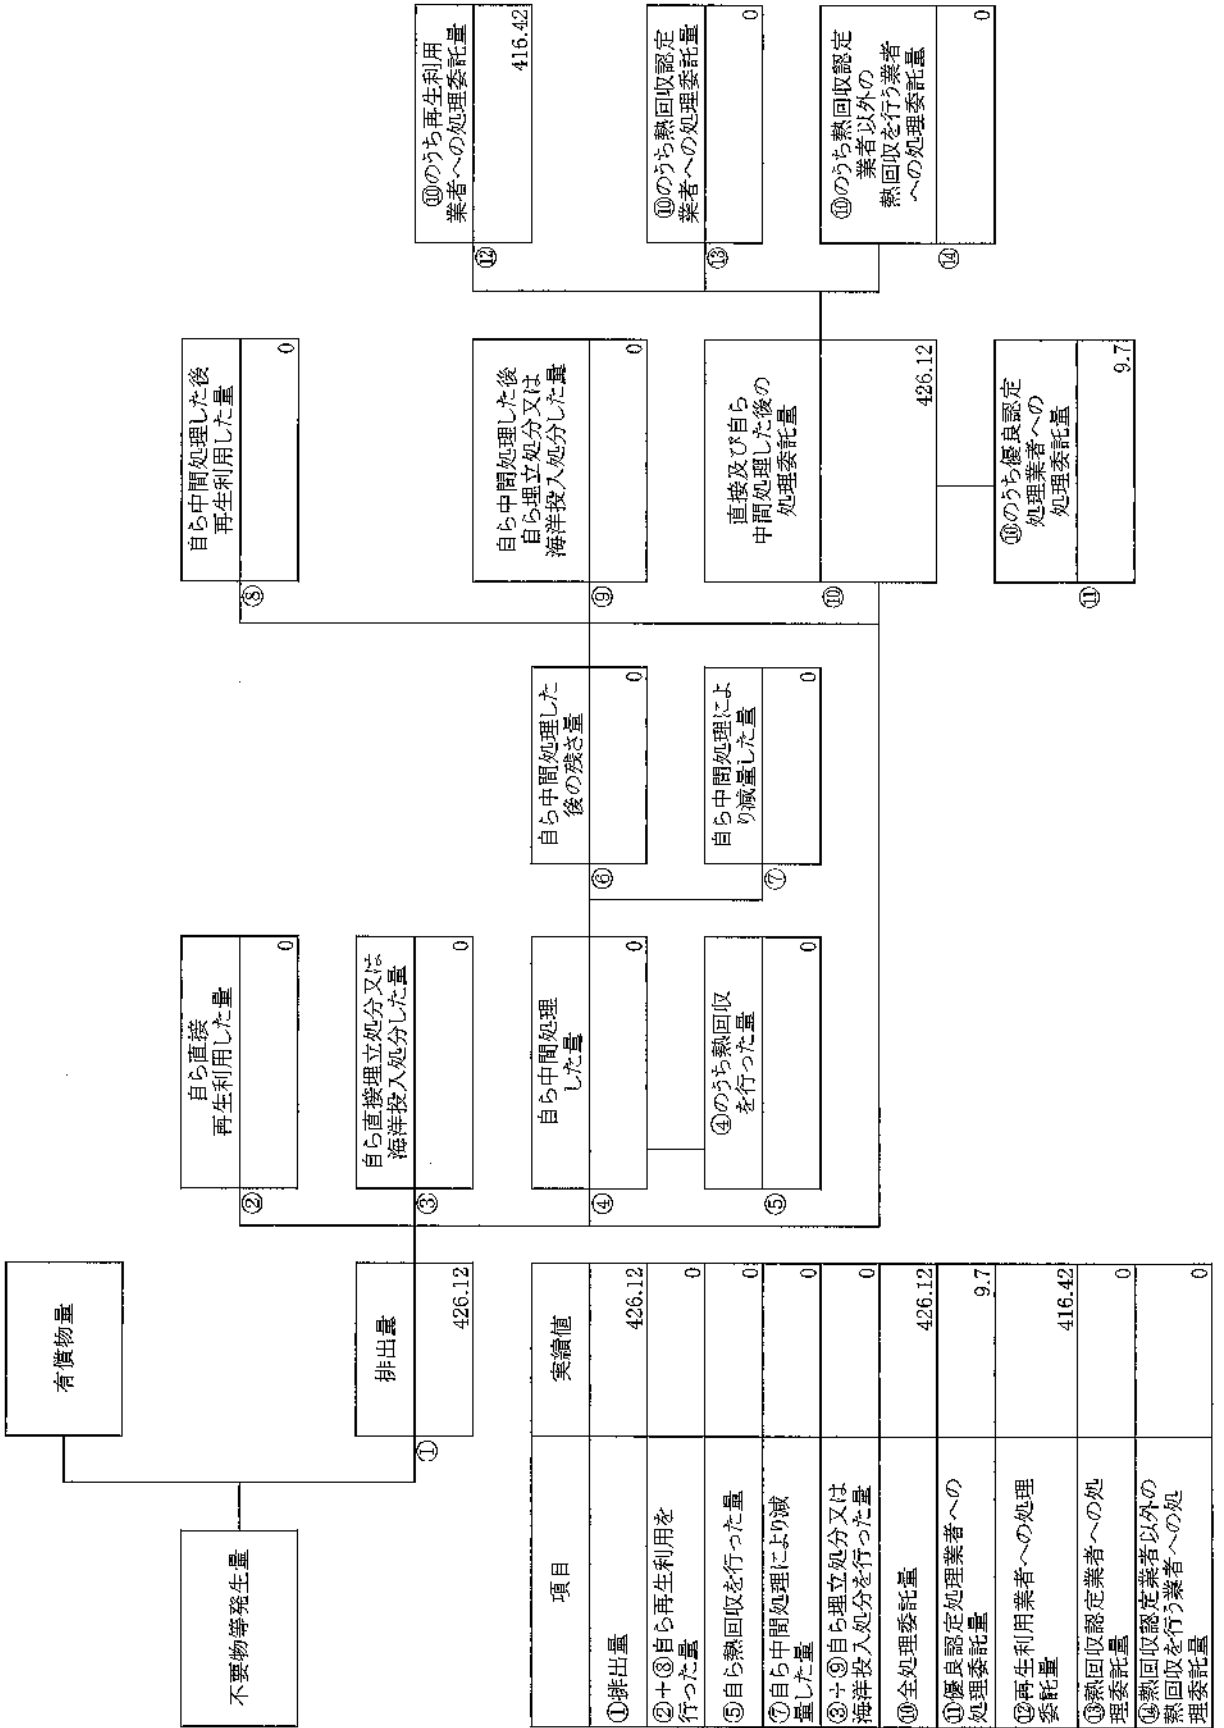 有償物量
不要物等発生量
排出量
①
426.12
自ら直接
再生利用した量
②
0
自ら直接埋立処分又は
海洋投入処分した量
③
0
自ら中間処理
した量
④
0
④のうち熱回収
を行った量
⑤
0
自ら中間処理した
後の残さ量
⑥
0
自ら中間処理によ
り減量した量
⑦
0
自ら中間処理した後
再生利用した量
⑧
0
自ら中間処理した後
自ら埋立処分又は
海洋投入処分した量
⑨
0
直接及び自ら
中間処理した後の
処理委託量
⑩
426.12
⑩のうち優良認定
処理業者への
処理委託量
⑪
9.7
⑩のうち再生利用
業者への処理委託量
⑫
416.42
⑩のうち熱回収認定
業者への処理委託量
⑬
0
⑩のうち熱回収認定
業者以外の
熱回収を行う業者
への処理委託量
⑭
0
項目 実績値
①排出量 426.12
②+⑧自ら再生利用を
行った量 0
⑤自ら熱回収を行った量 0
⑦自ら中間処理により減
量した量 0
③+⑨自ら埋立処分又は
海洋投入処分を行った量 0
⑩全処理委託量 426.12
⑪優良認定処理業者への
処理委託量 9.7
⑫再生利用業者への処理
委託量 416.42
⑬熱回収認定業者への処
理委託量 0
⑭熱回収認定業者以外の
熱回収を行う業者への処
理委託量 0